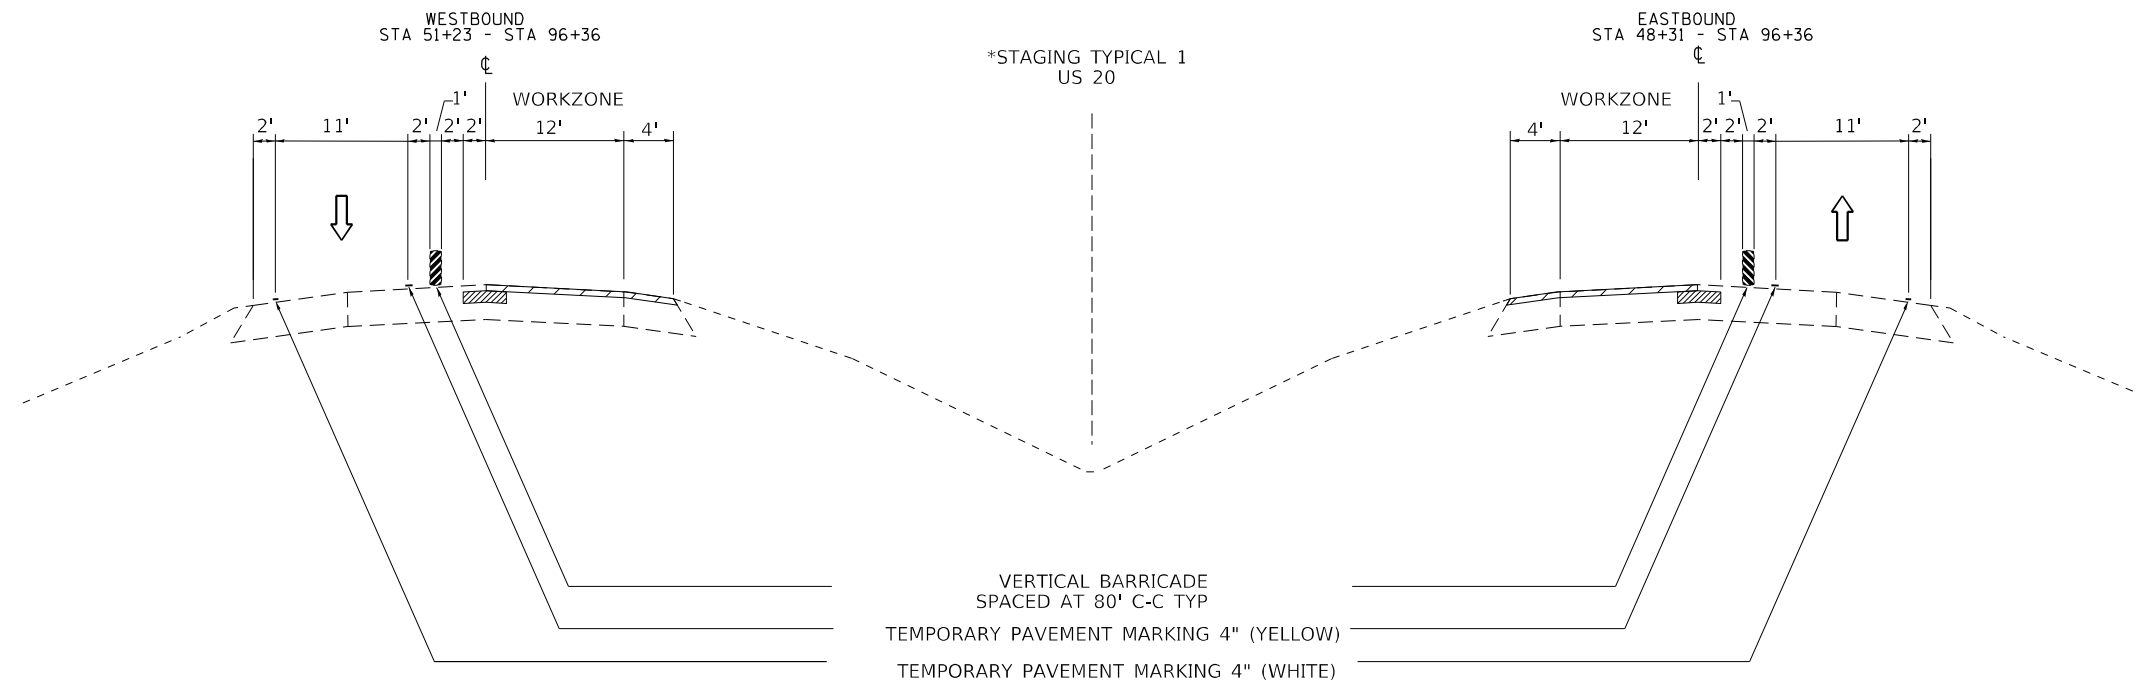 WESTBOUND
STA 51+23 - STA 96+36
℄
1'
WORKZONE
2'
11'
2'
2'
2'
12'
4'
*STAGING TYPICAL 1
US 20
EASTBOUND
STA 48+31 - STA 96+36
℄
WORKZONE
1'
4'
12'
2'
2'
2'
11'
2'
VERTICAL BARRICADE
SPACED AT 80' C-C TYP
TEMPORARY PAVEMENT MARKING 4" (YELLOW)
TEMPORARY PAVEMENT MARKING 4" (WHITE)